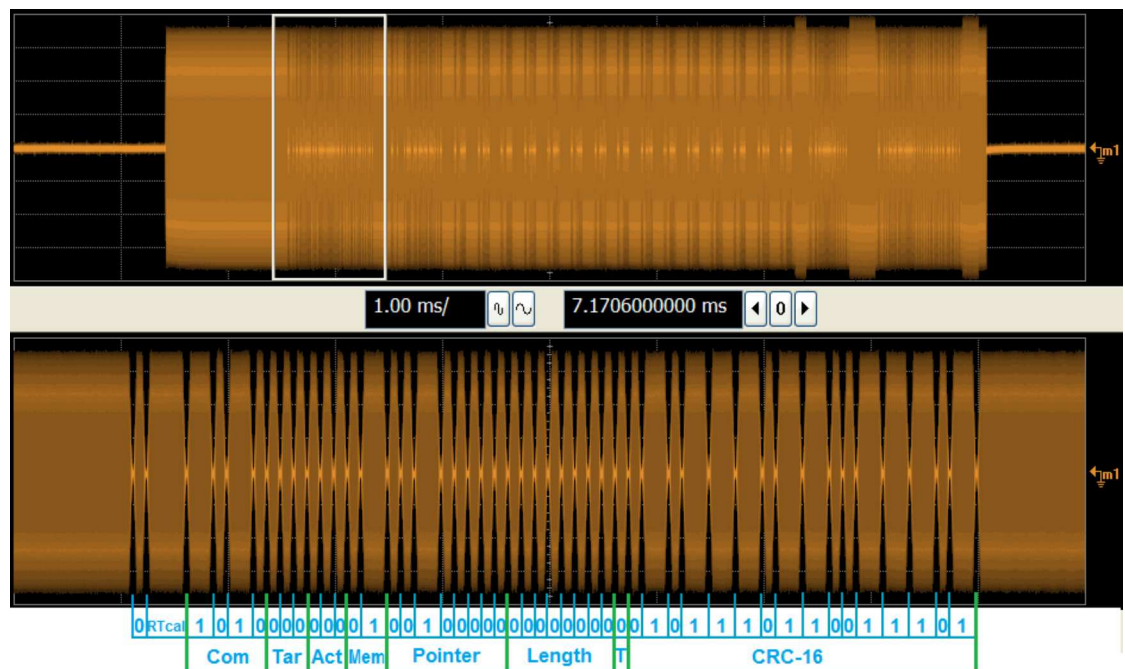 m1
1.00 ms/ 7.1706000000 ms 0
m1
0 RTcal 1 0 1 0 0 0 0 0 0 0 0 1 0 0 1 0 0 0 0 0 0 0 0 0 0 0 0 0 0 0 1 0 1 1 1 0 1 1 0 0 1 1 1 0 1
Com Tar Act Mem Pointer Length T CRC-16